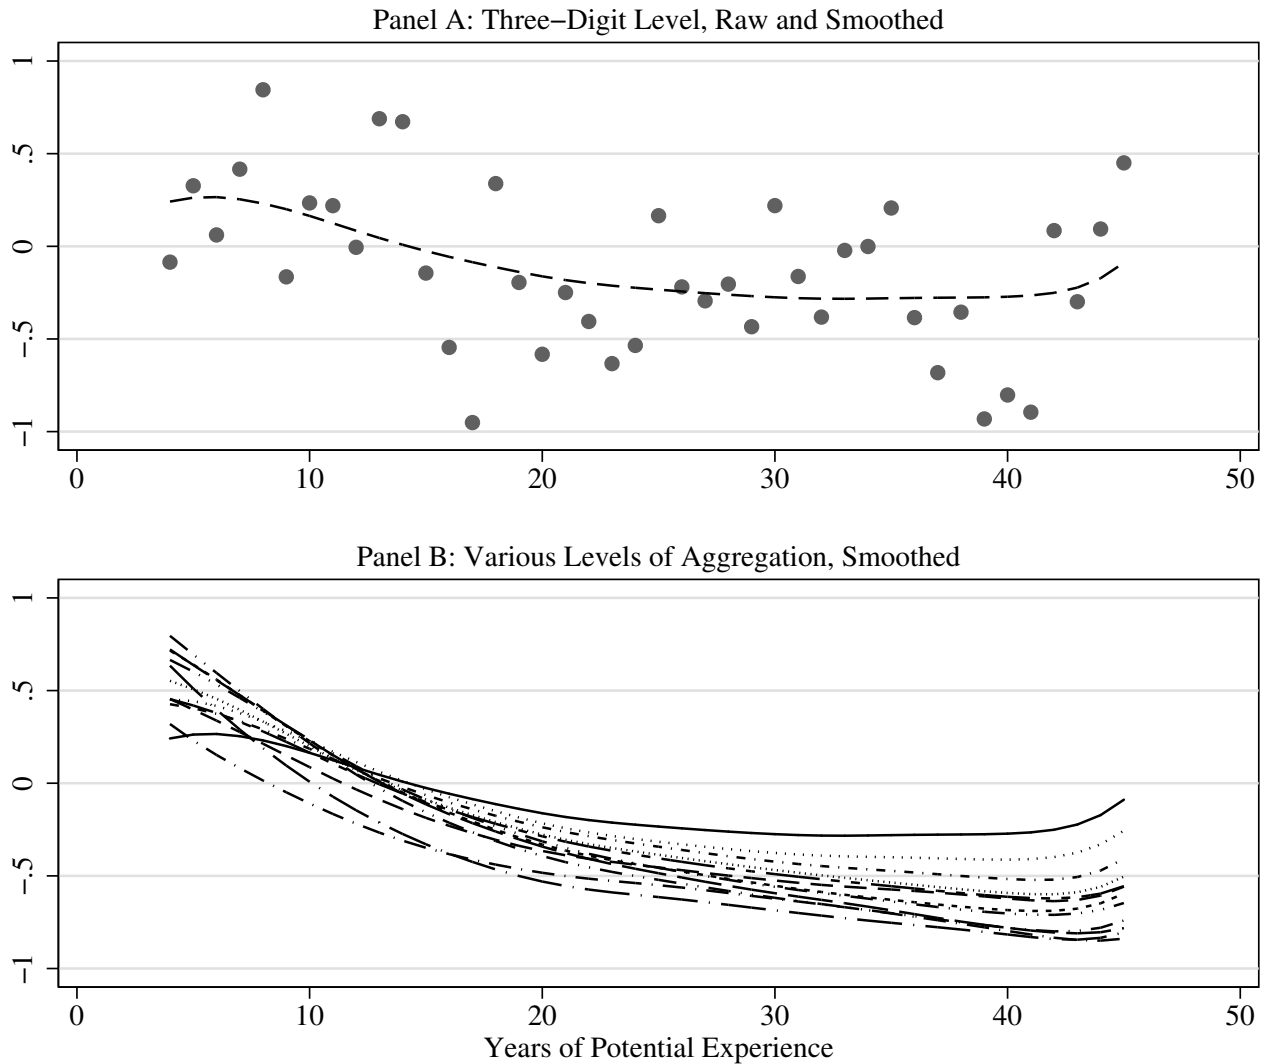 Panel A: Three−Digit Level, Raw and Smoothed
1
.5
0
−.5
−1
0 10 20 30 40 50
Panel B: Various Levels of Aggregation, Smoothed
1
.5
0
−.5
−1
0 10 20 30 40 50
Years of Potential Experience